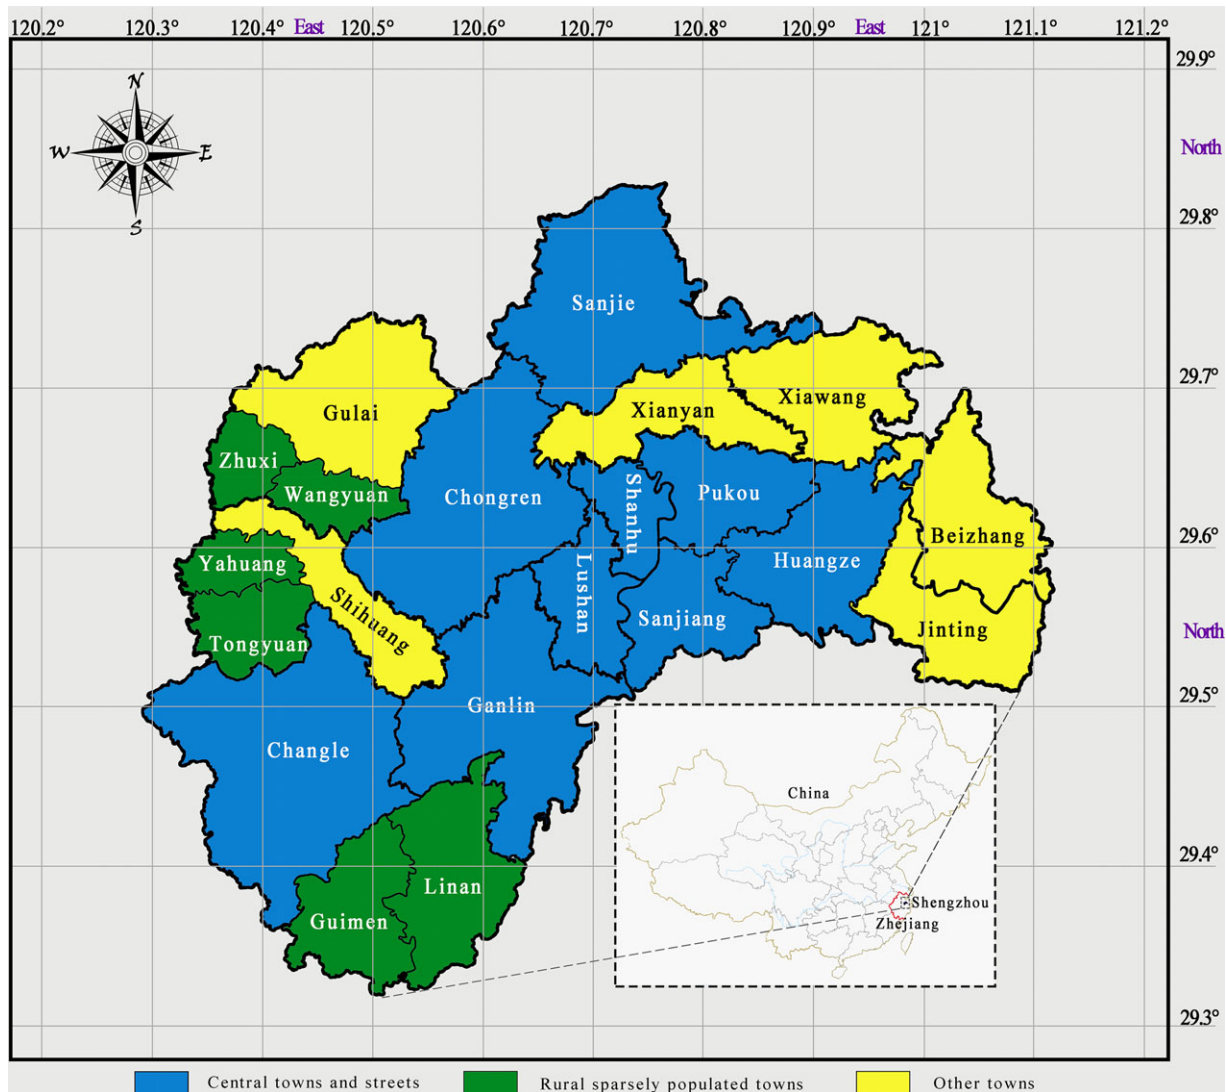 120.2° 120.3° 120.4° East 120.5° 120.6° 120.7° 120.8° 120.9° East 121° 121.1° 121.2°
29.9°
N
W E
S
North
29.8°
Sanjie
29.7°
Gulai
Xianyan
Xiawang
Zhuxi
Wangyuan
Chongren
Shanhu
Pukou
29.6°
Yahuang
Lushan
Huangze
Beizhang
Shihuang
Tongyuan
Sanjiang
Jinting
North
29.5°
Ganlin
Changle
China
29.4°
Linan
Guimen
Shengzhou
Zhejiang
29.3°
Central towns and streets Rural sparsely populated towns Other towns